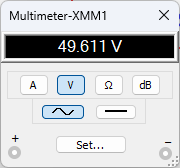 Multimeter-XMM1
49.611 V
A V Ω dB
Set...
+ −